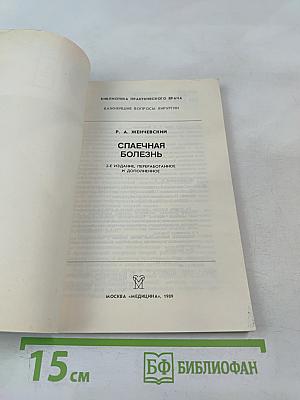 БИБЛИОТЕКА ПРАКТИЧЕСКОГО ВРАЧА
ВАЖНЕЙШИЕ ВОПРОСЫ ХИРУРГИИ
Р. А. ЖЕНЧЕВСКИЙ
СПАЕЧНАЯ
БОЛЕЗНЬ
2-Е ИЗДАНИЕ, ПЕРЕРАБОТАННОЕ
И ДОПОЛНЕННОЕ
МОСКВА «МЕДИЦИНА», 1989
15 см
БФ БИБЛИОФАН